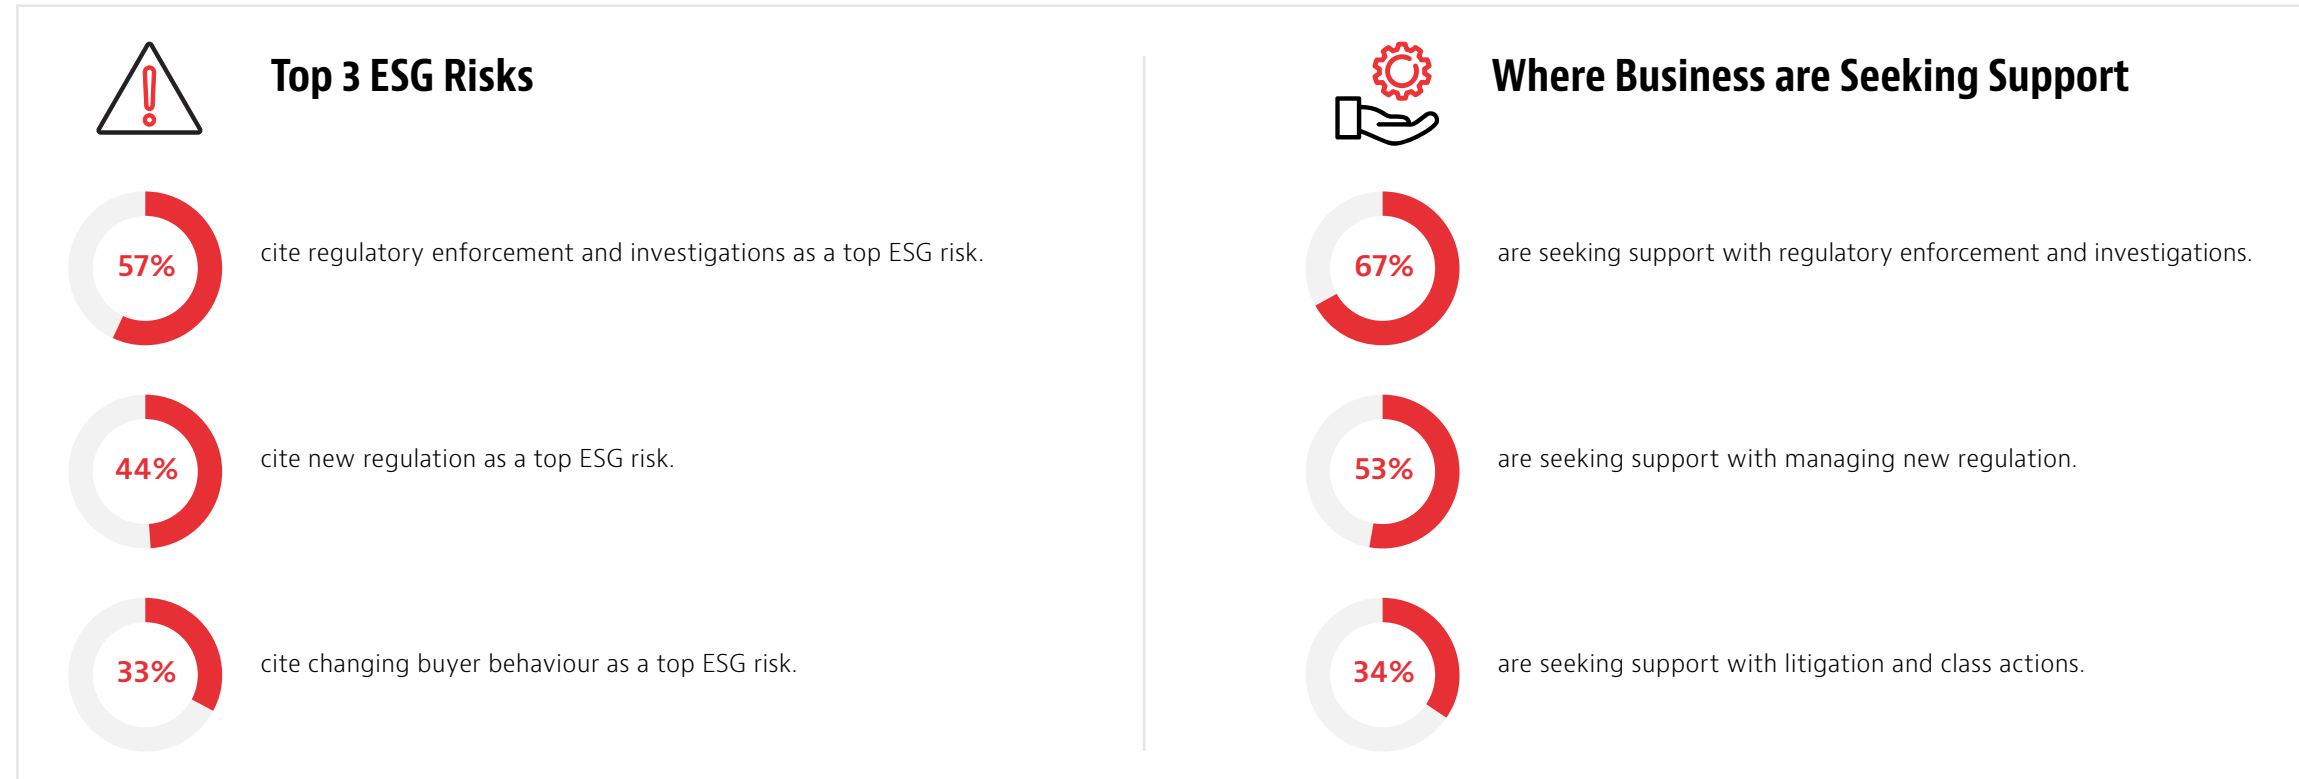 Top 3 ESG Risks
57%
cite regulatory enforcement and investigations as a top ESG risk.
44%
cite new regulation as a top ESG risk.
33%
cite changing buyer behaviour as a top ESG risk.
Where Business are Seeking Support
67%
are seeking support with regulatory enforcement and investigations.
53%
are seeking support with managing new regulation.
34%
are seeking support with litigation and class actions.